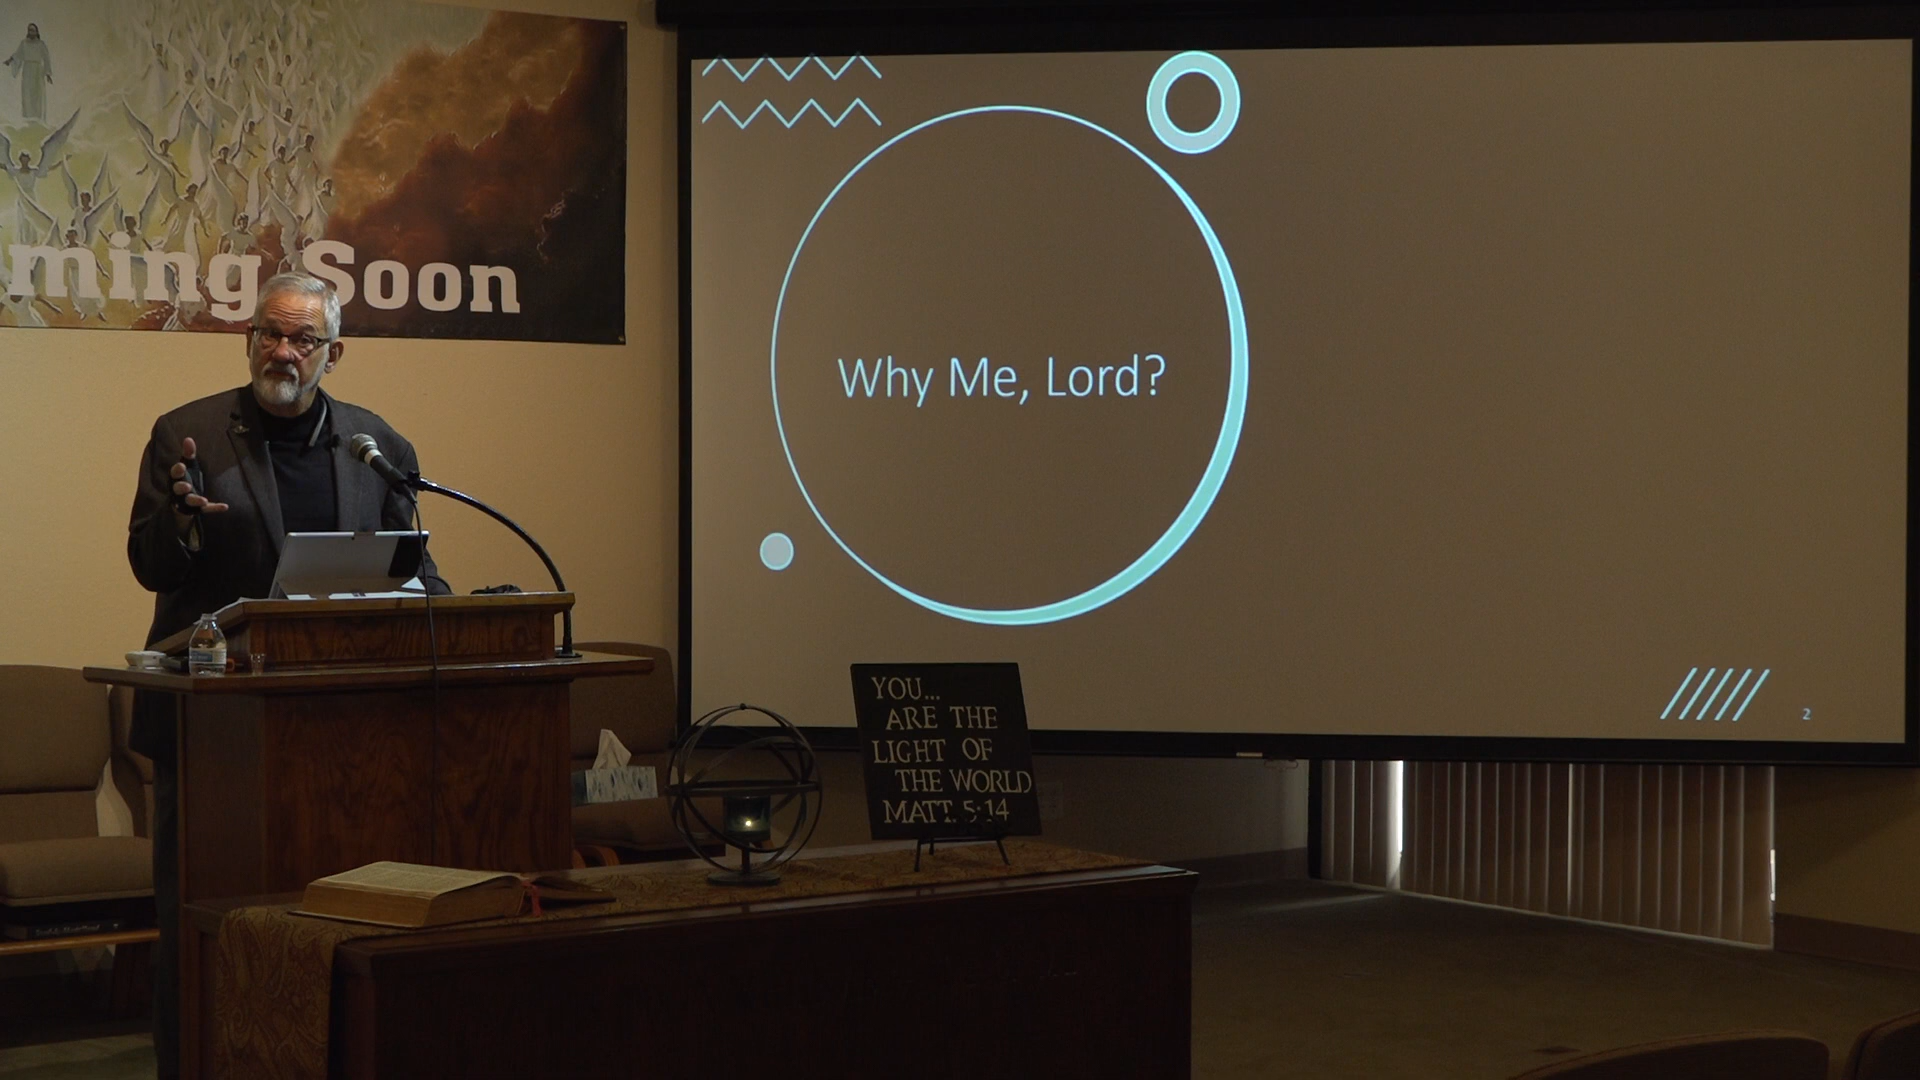 ming Soon
Why Me, Lord?
2
YOU...
ARE THE
LIGHT OF
THE WORLD
MATT. 5:14